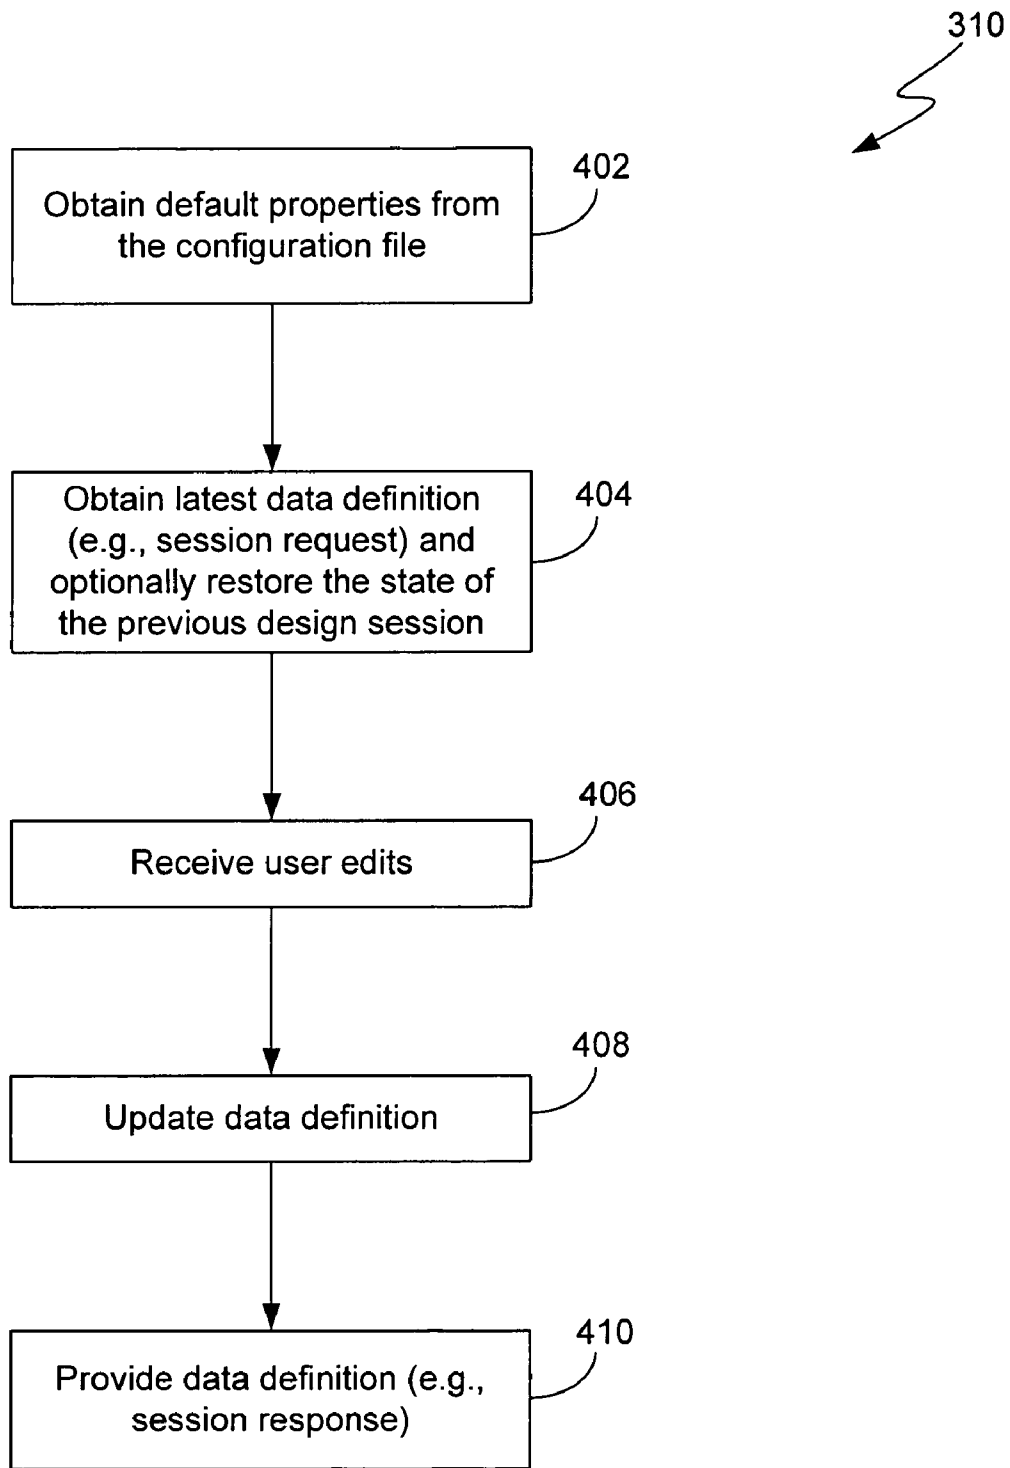 310
402
Obtain default properties from
the configuration file
404
Obtain latest data definition
(e.g., session request) and
optionally restore the state of
the previous design session
406
Receive user edits
408
Update data definition
410
Provide data definition (e.g.,
session response)